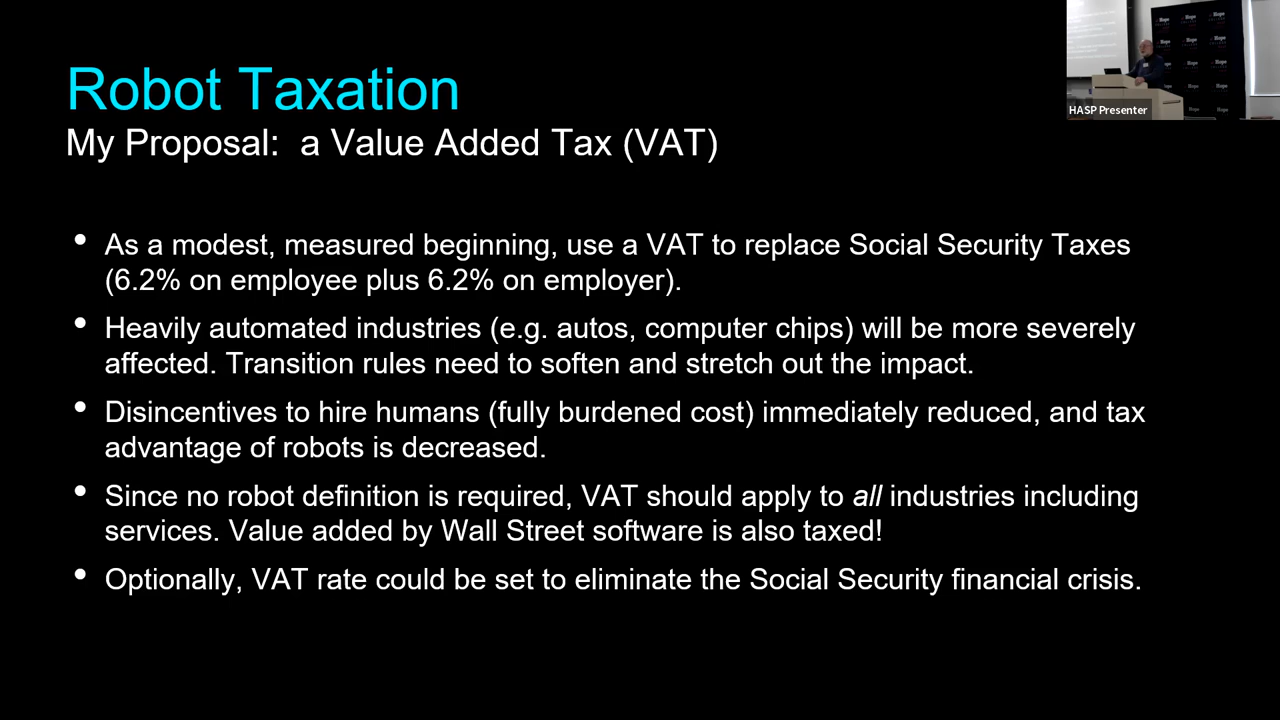 Robot Taxation
My Proposal:  a Value Added Tax (VAT)
• As a modest, measured beginning, use a VAT to replace Social Security Taxes
(6.2% on employee plus 6.2% on employer).
• Heavily automated industries (e.g. autos, computer chips) will be more severely
affected. Transition rules need to soften and stretch out the impact.
• Disincentives to hire humans (fully burdened cost) immediately reduced, and tax
advantage of robots is decreased.
• Since no robot definition is required, VAT should apply to all industries including
services. Value added by Wall Street software is also taxed!
• Optionally, VAT rate could be set to eliminate the Social Security financial crisis.
HASP Presenter